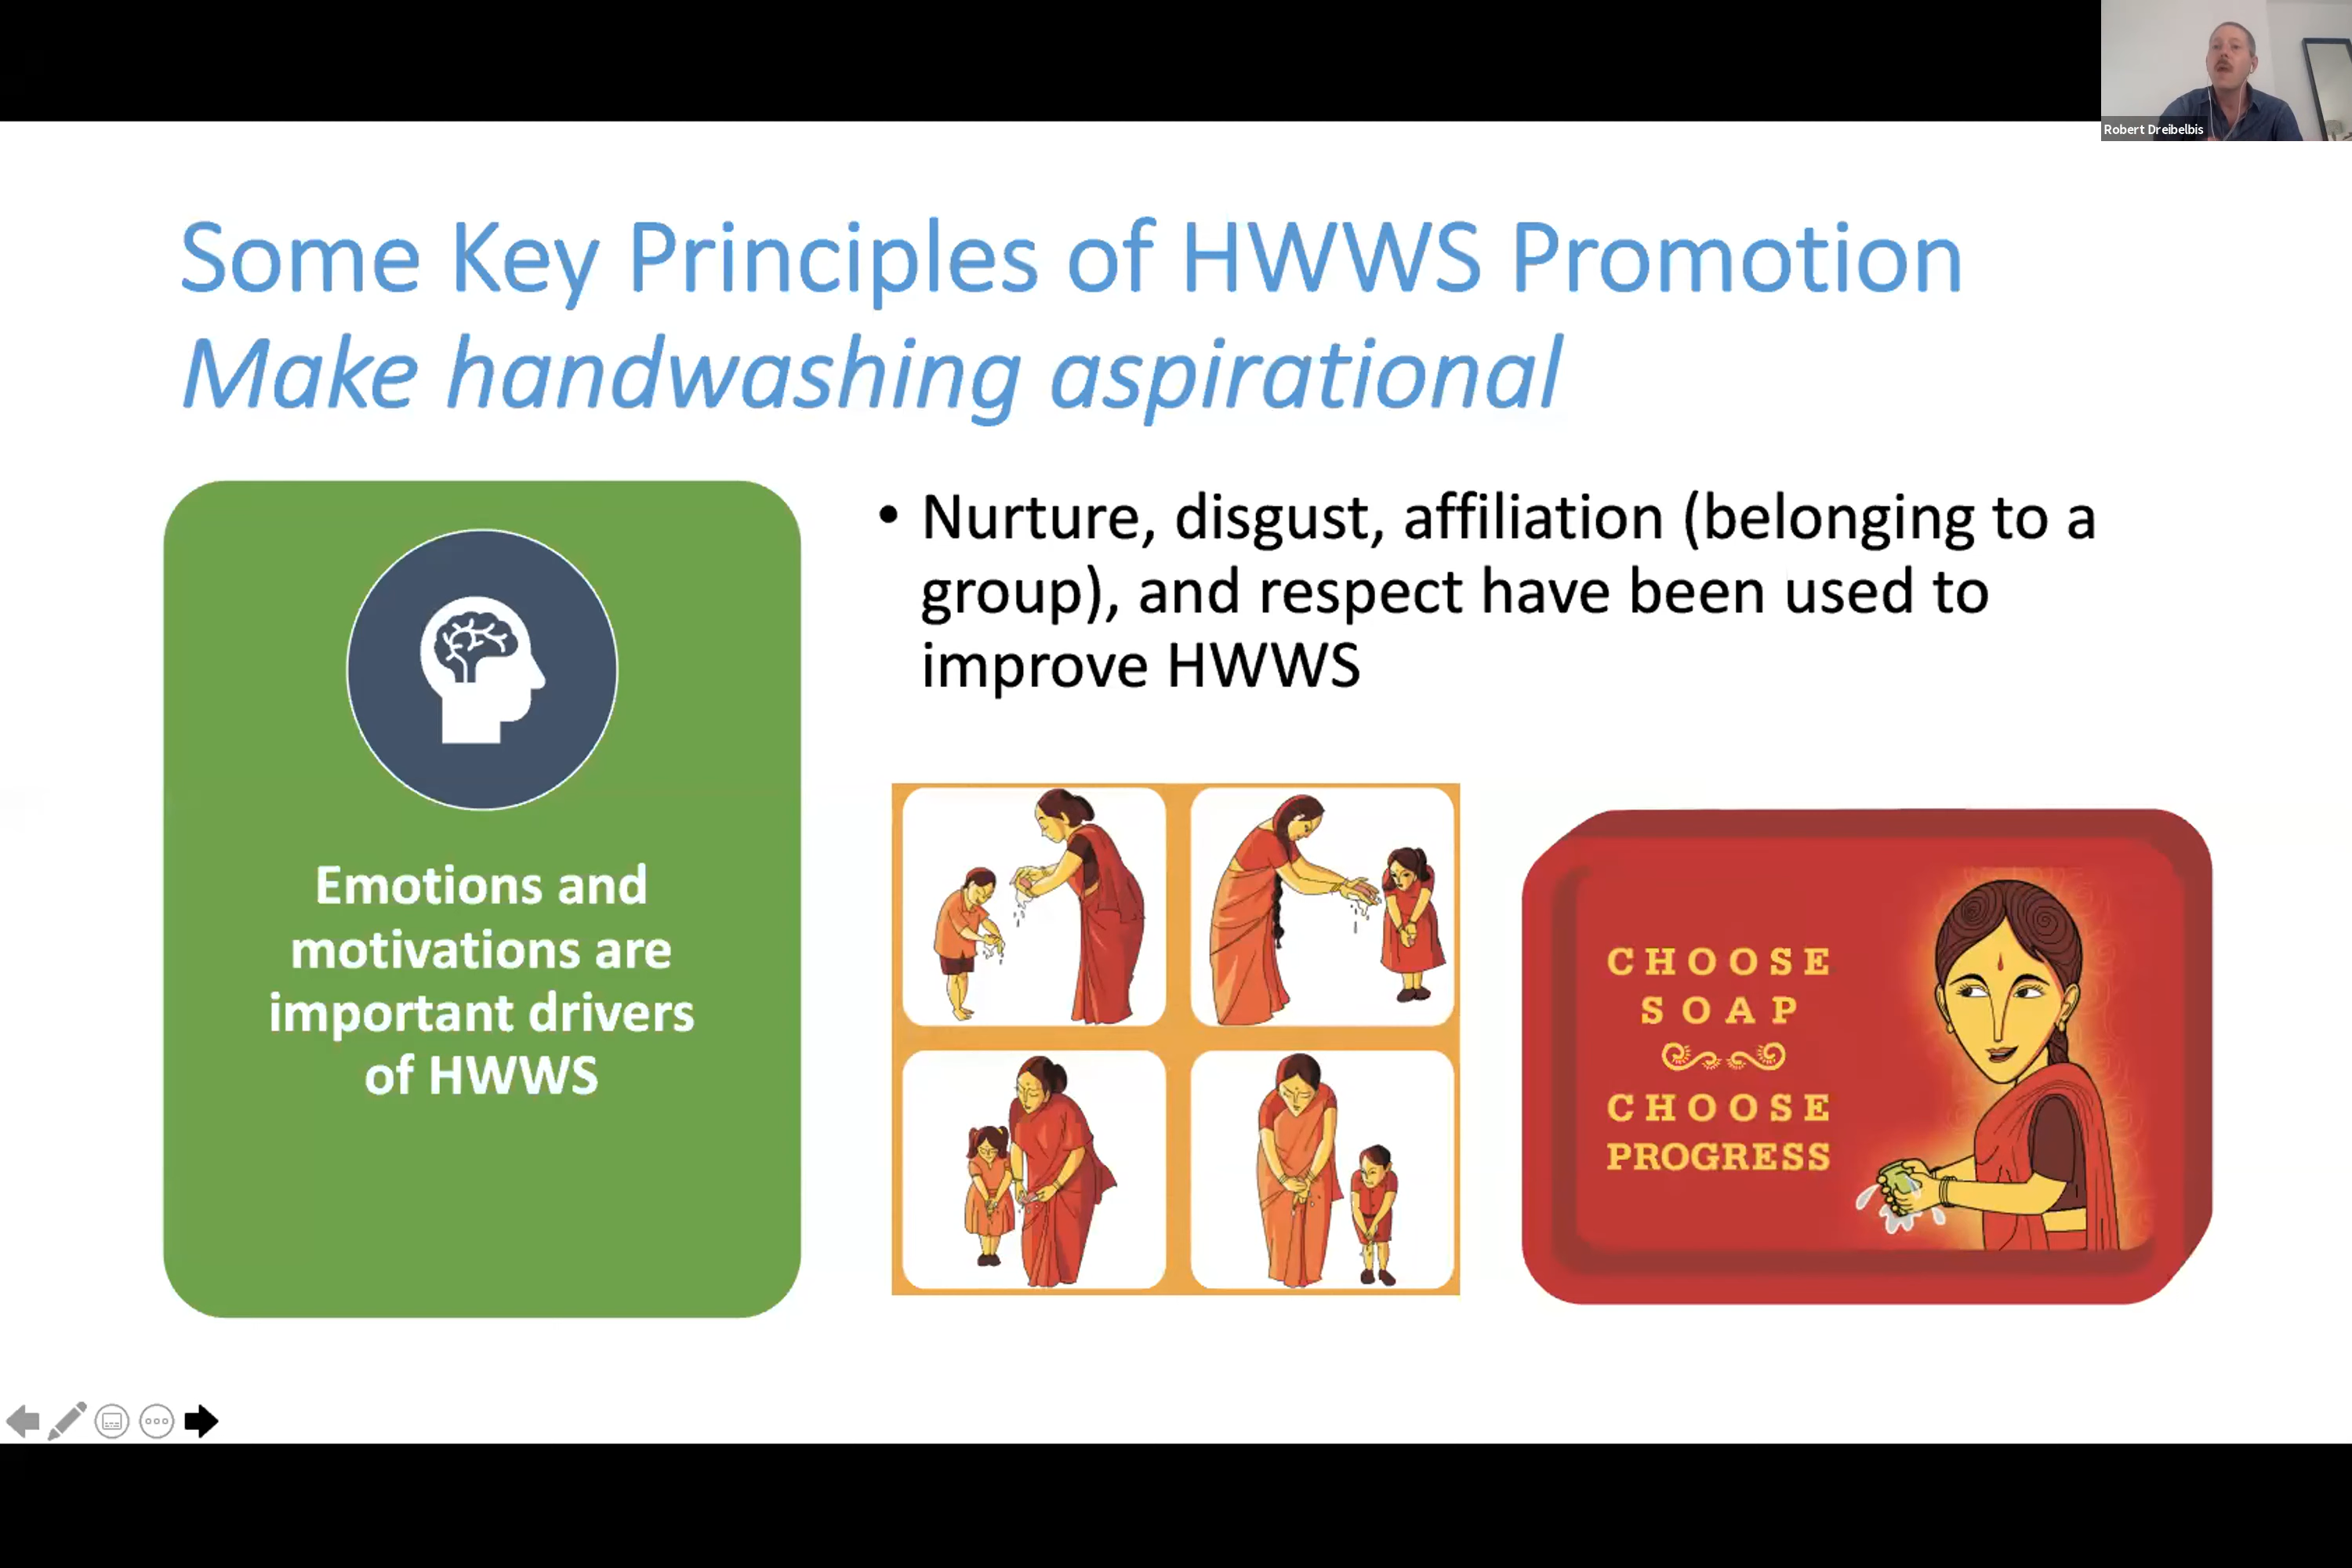 Robert Dreibelbis
Some Key Principles of HWWS Promotion
Make handwashing aspirational
Emotions and
motivations are
important drivers
of HWWS
• Nurture, disgust, affiliation (belonging to a
group), and respect have been used to
improve HWWS
CHOOSE
SOAP
CHOOSE
PROGRESS